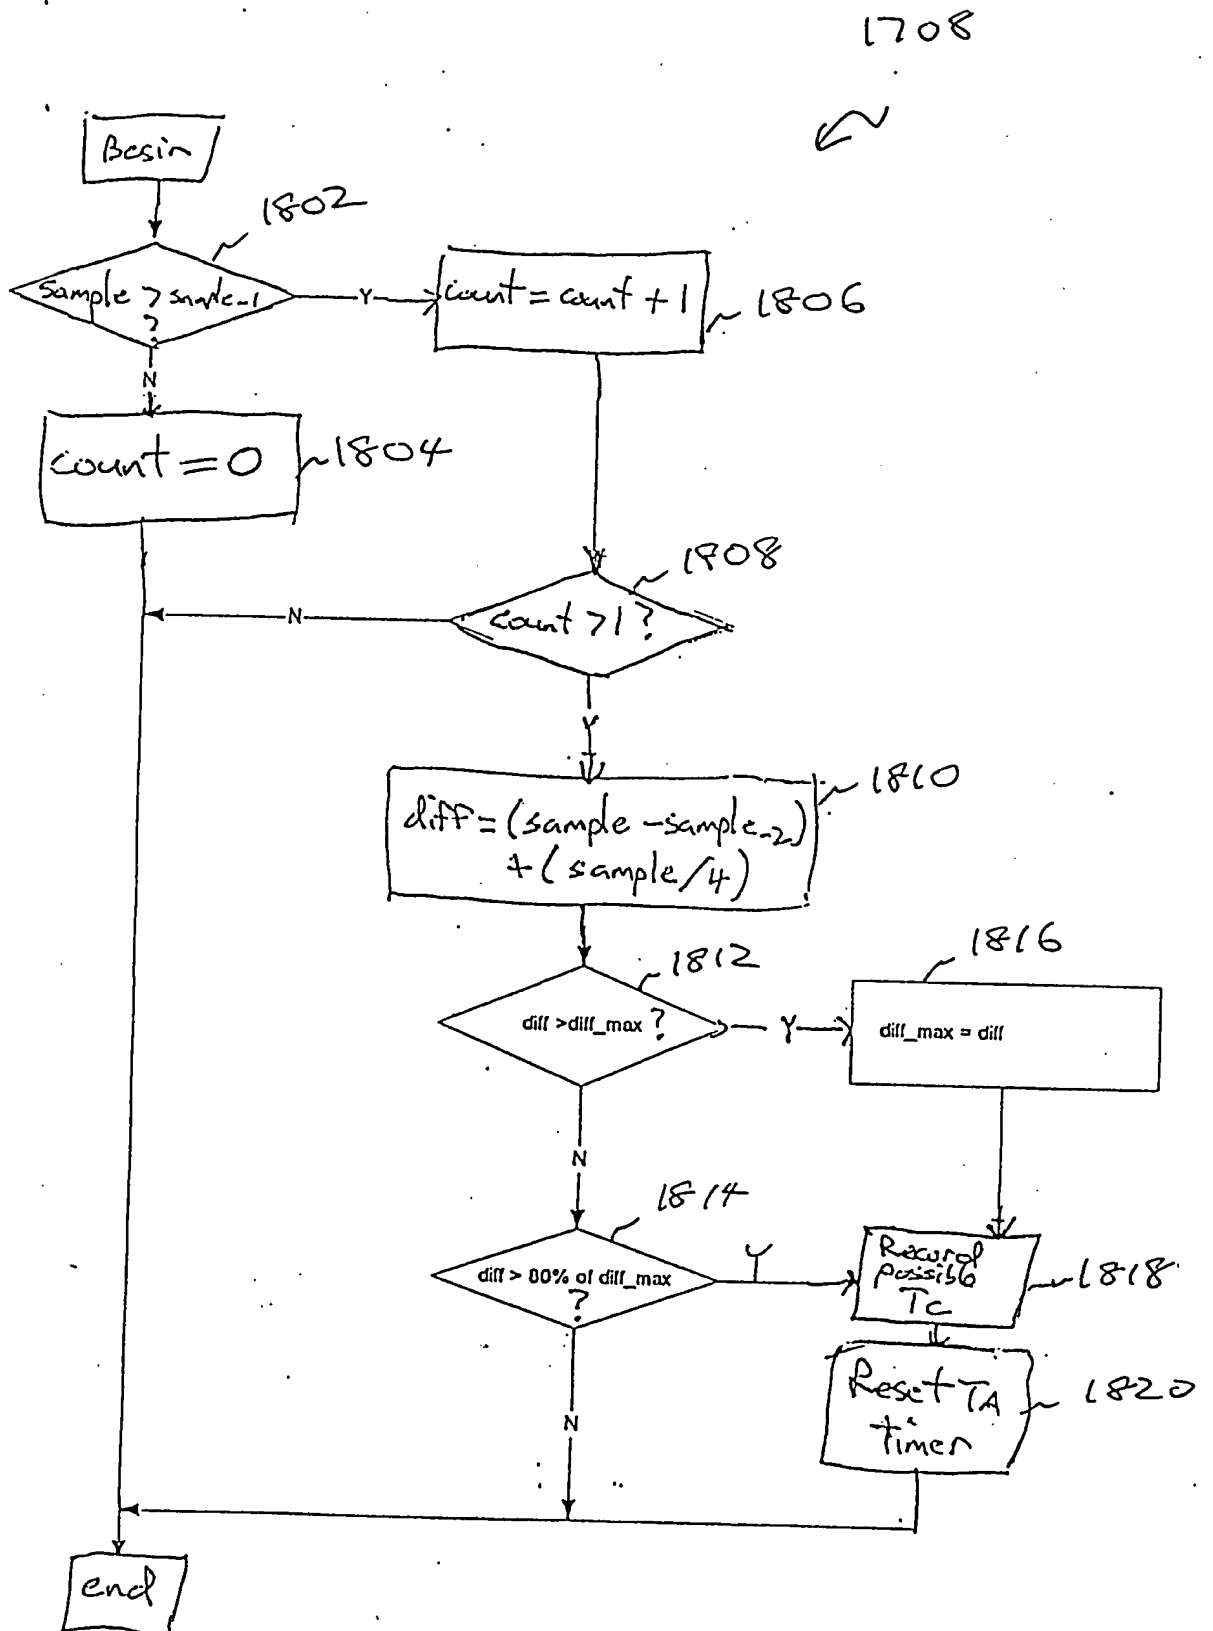 1708
Begin
1802
sample > sample-1
?
Y
count = count + 1
1806
N
count = 0
1804
1808
count > 1 ?
N
Y
1810
diff = (sample - sample-2)
+ (sample/4)
1812
diff >diff_max ?
Y
1816
diff_max = diff
N
1814
diff > 80% of diff_max
?
Y
Record
possible
Tc
1818
Reset TA
timer
1820
N
end